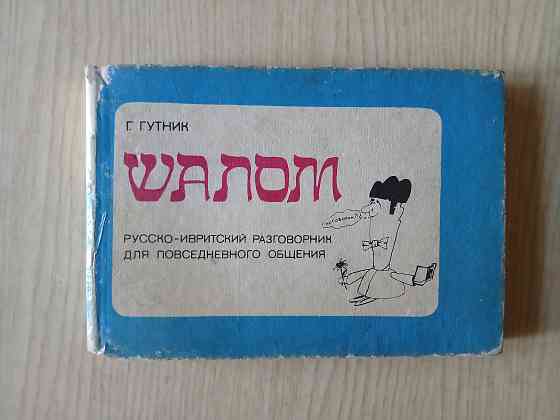 Г. ГУТНИК
ШАЛОМ
РУССКО-ИВРИТСКИЙ РАЗГОВОРНИК
ДЛЯ ПОВСЕДНЕВНОГО ОБЩЕНИЯ